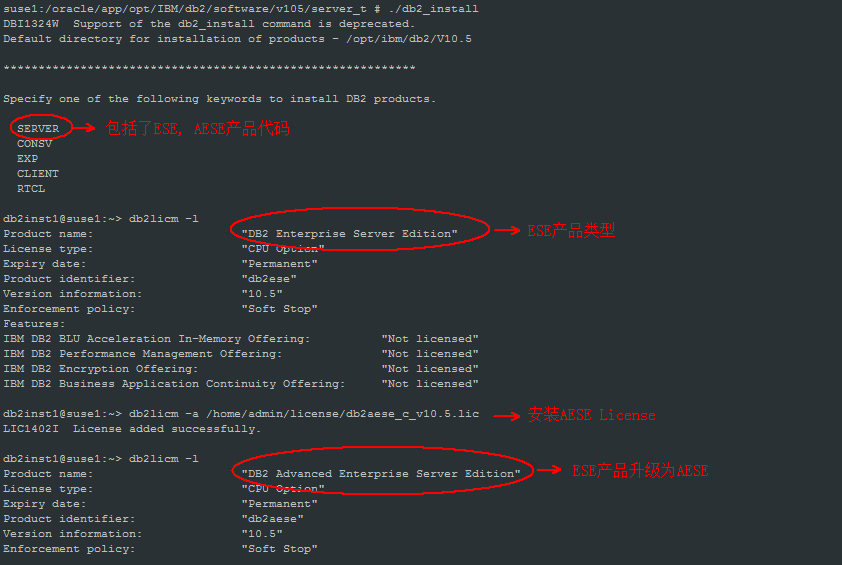 suse1:/oracle/app/opt/IBM/db2/software/v105/server_t # ./db2_install
DBI1324W  Support of the db2_install command is deprecated.
Default directory for installation of products - /opt/ibm/db2/V10.5
***********************************************************
Specify one of the following keywords to install DB2 products.
SERVER 包括了ESE, AESE产品代码
CONSV
EXP
CLIENT
RTCL
db2inst1@suse1:~> db2licm -l
Product name: "DB2 Enterprise Server Edition" ESE产品类型
License type: "CPU Option"
Expiry date: "Permanent"
Product identifier: "db2ese"
Version information: "10.5"
Enforcement policy: "Soft Stop"
Features:
IBM DB2 BLU Acceleration In-Memory Offering: "Not licensed"
IBM DB2 Performance Management Offering: "Not licensed"
IBM DB2 Encryption Offering: "Not licensed"
IBM DB2 Business Application Continuity Offering: "Not licensed"
db2inst1@suse1:~> db2licm -a /home/admin/license/db2aese_c_v10.5.lic 安装AESE License
LIC1402I  License added successfully.
db2inst1@suse1:~> db2licm -l
Product name: "DB2 Advanced Enterprise Server Edition" ESE产品升级为AESE
License type: "CPU Option"
Expiry date: "Permanent"
Product identifier: "db2aese"
Version information: "10.5"
Enforcement policy: "Soft Stop"